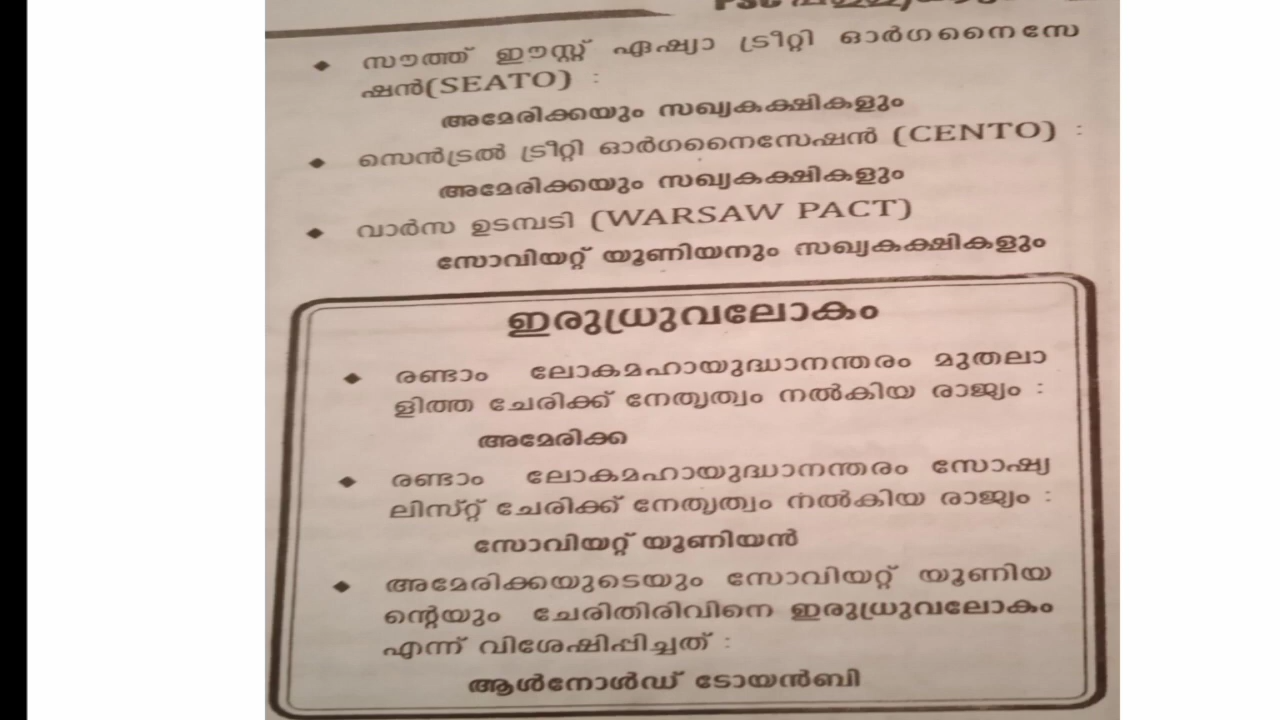 ◆ സൗത്ത് ഈസ്റ്റ് ഏഷ്യാ ട്രീറ്റി ഓർഗനൈസേ
ഷൻ(SEATO) :
അമേരിക്കയും സഖ്യകക്ഷികളും
◆ സെൻട്രൽ ട്രീറ്റി ഓർഗനൈസേഷൻ (CENTO) :
അമേരിക്കയും സഖ്യകക്ഷികളും
◆ വാർസ ഉടമ്പടി (WARSAW PACT)
സോവിയറ്റ് യൂണിയനും സഖ്യകക്ഷികളും
ഇരുധ്രുവലോകം
◆ രണ്ടാം ലോകമഹായുദ്ധാനന്തരം മുതലാ
ളിത്ത ചേരിക്ക് നേതൃത്വം നൽകിയ രാജ്യം :
അമേരിക്ക
◆ രണ്ടാം ലോകമഹായുദ്ധാനന്തരം സോഷ്യ
ലിസ്റ്റ് ചേരിക്ക് നേതൃത്വം നൽകിയ രാജ്യം :
സോവിയറ്റ് യൂണിയൻ
◆ അമേരിക്കയുടെയും സോവിയറ്റ് യൂണിയ
ന്റെയും ചേരിതിരിവിനെ ഇരുധ്രുവലോകം
എന്ന് വിശേഷിപ്പിച്ചത് :
ആൾനോൾഡ് ടോയൻബി